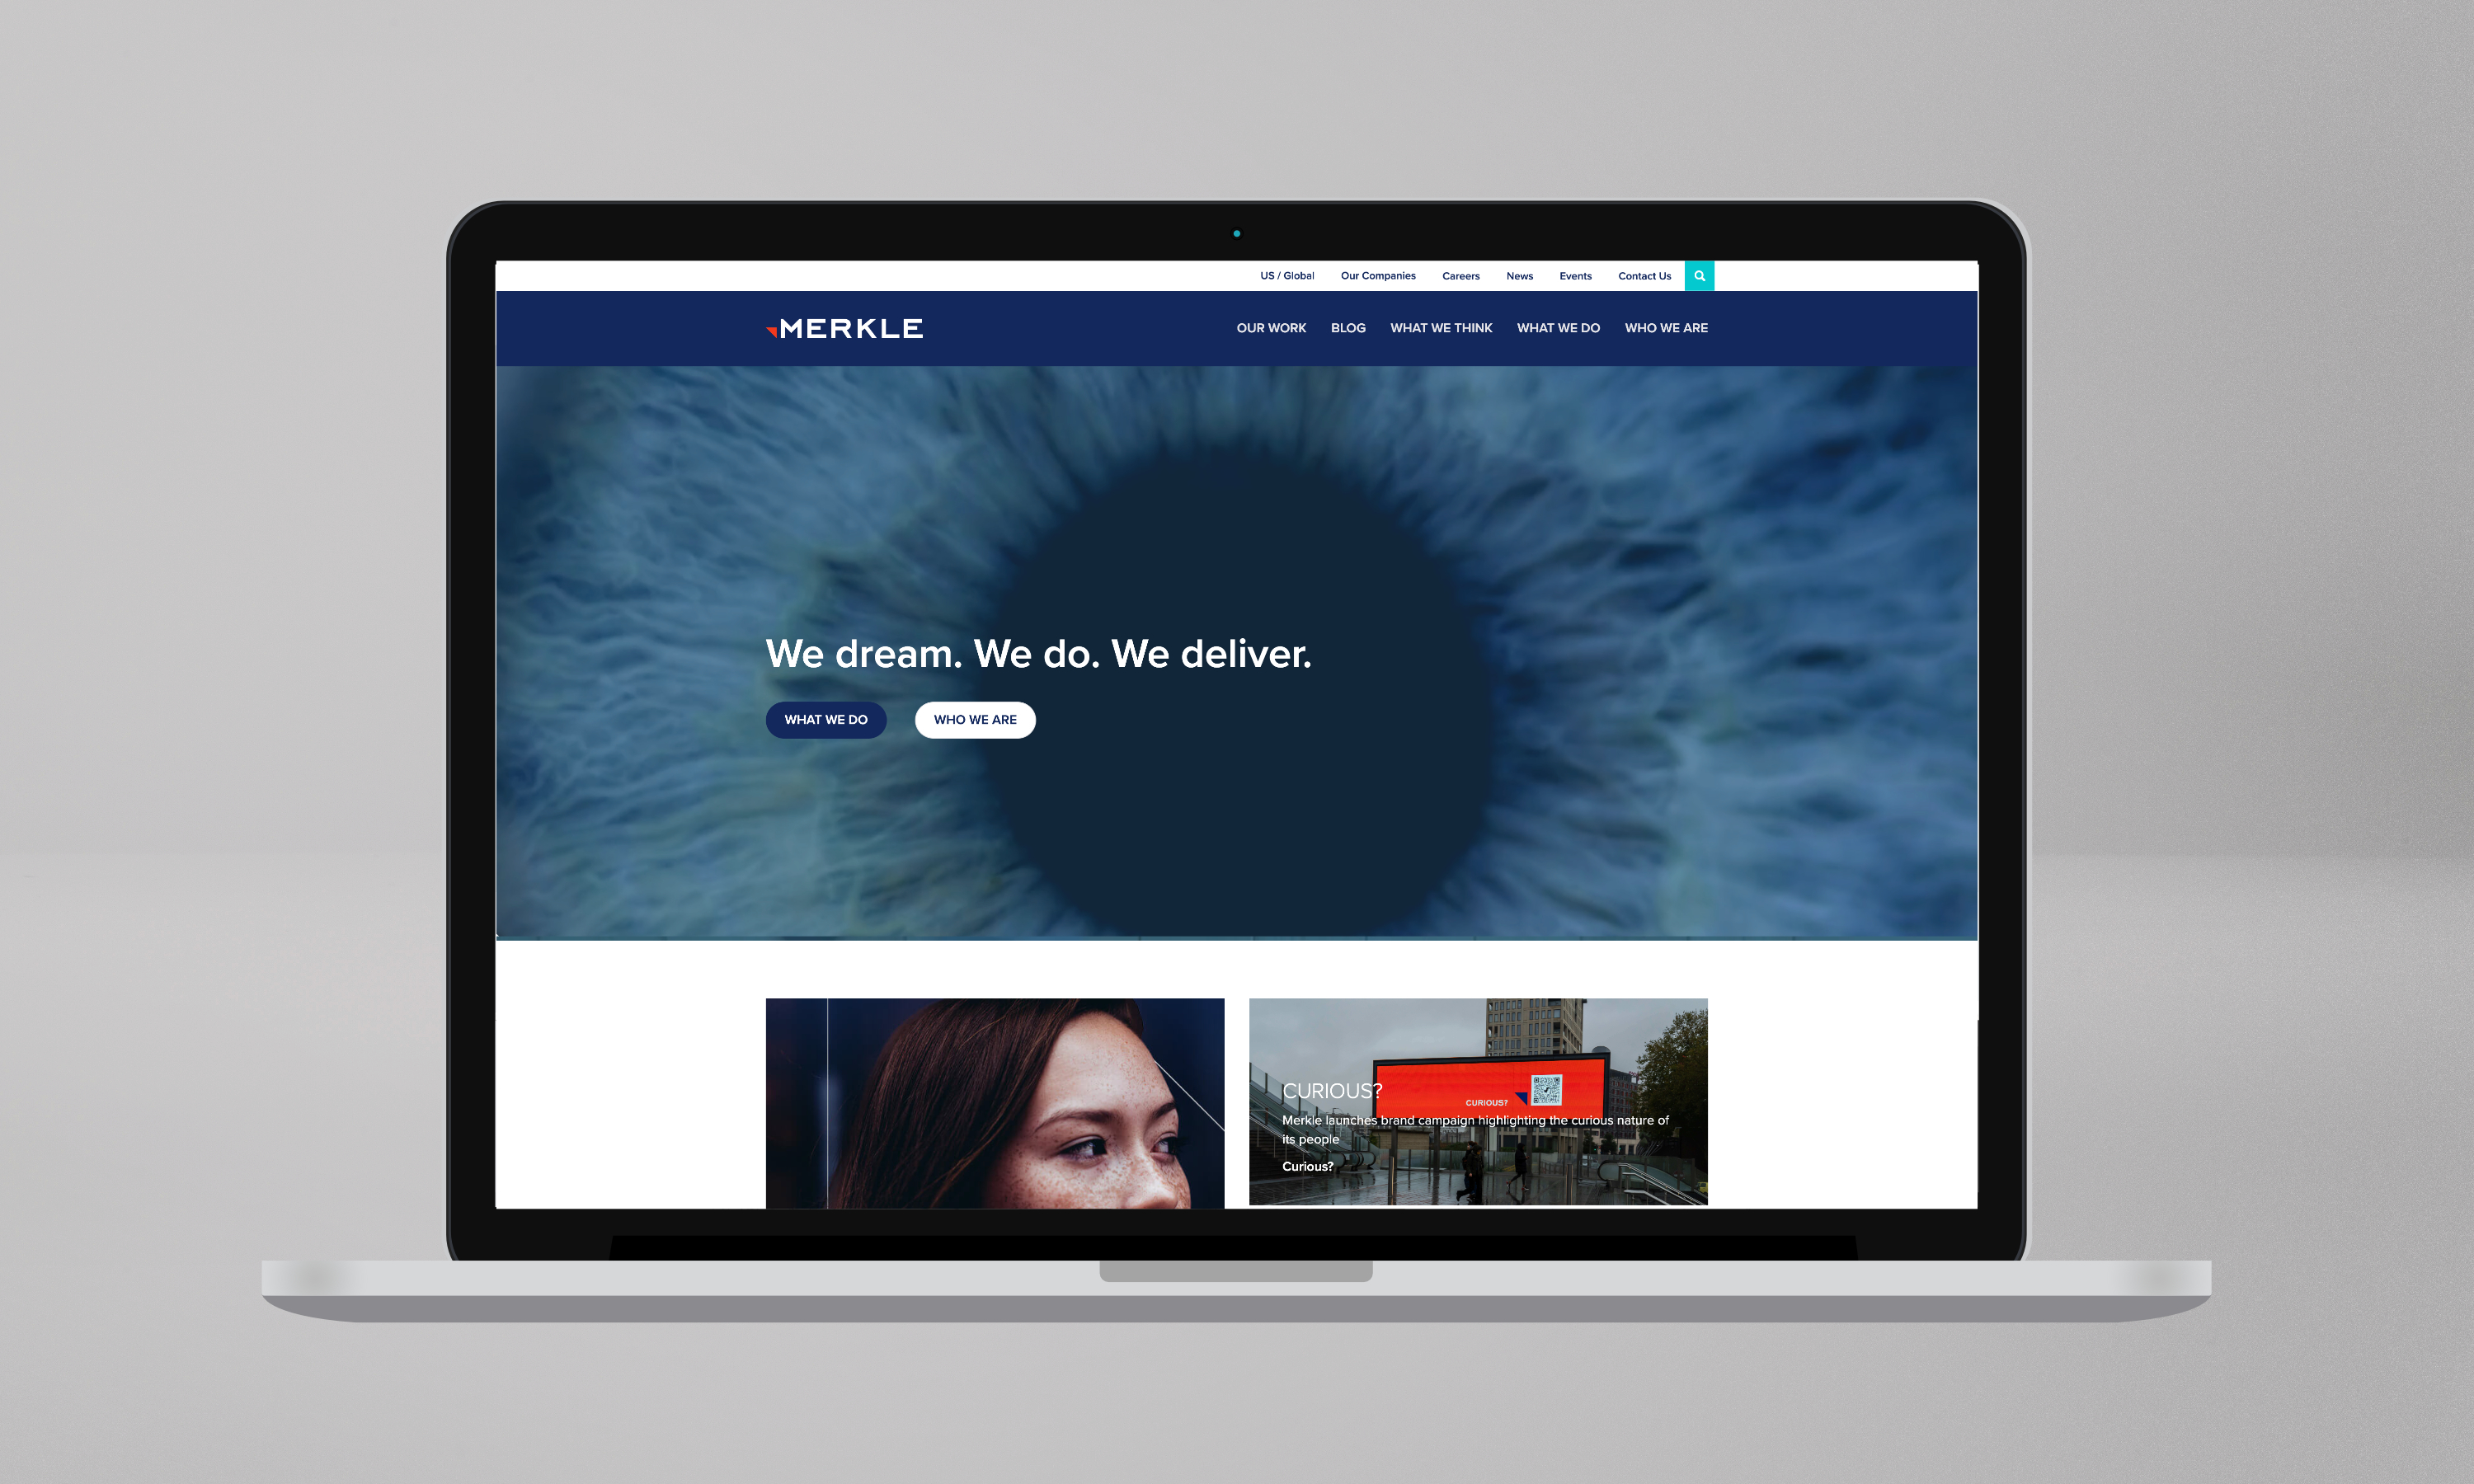 US / Global Our Companies Careers News Events Contact Us
MERKLE
OUR WORK BLOG WHAT WE THINK WHAT WE DO WHO WE ARE
We dream. We do. We deliver.
WHAT WE DO WHO WE ARE
CURIOUS?
CURIOUS?
Merkle launches brand campaign highlighting the curious nature of
its people
Curious?